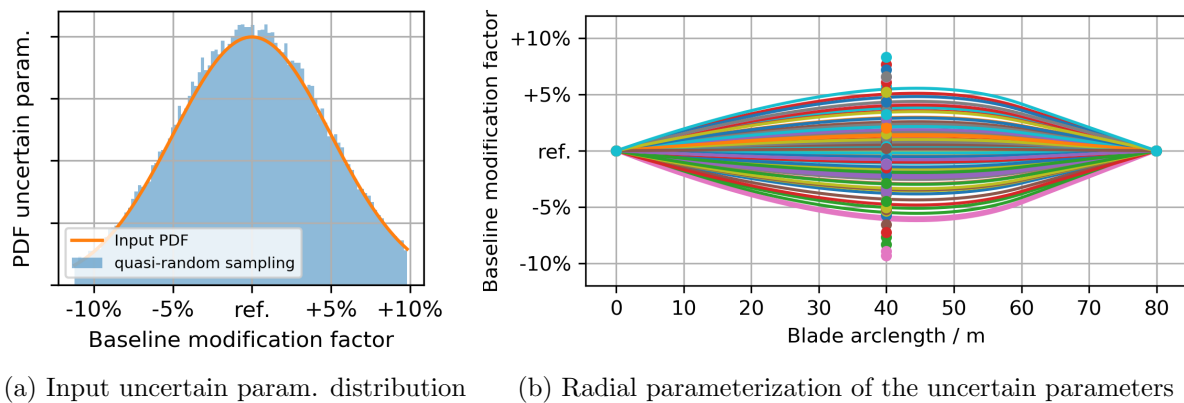 PDF uncertain param.
Input PDF
quasi-random sampling
-10% -5% ref. +5% +10%
Baseline modification factor
(a) Input uncertain param. distribution
Baseline modification factor
+10%
+5%
ref.
-5%
-10%
0 10 20 30 40 50 60 70 80
Blade arclength / m
(b) Radial parameterization of the uncertain parameters